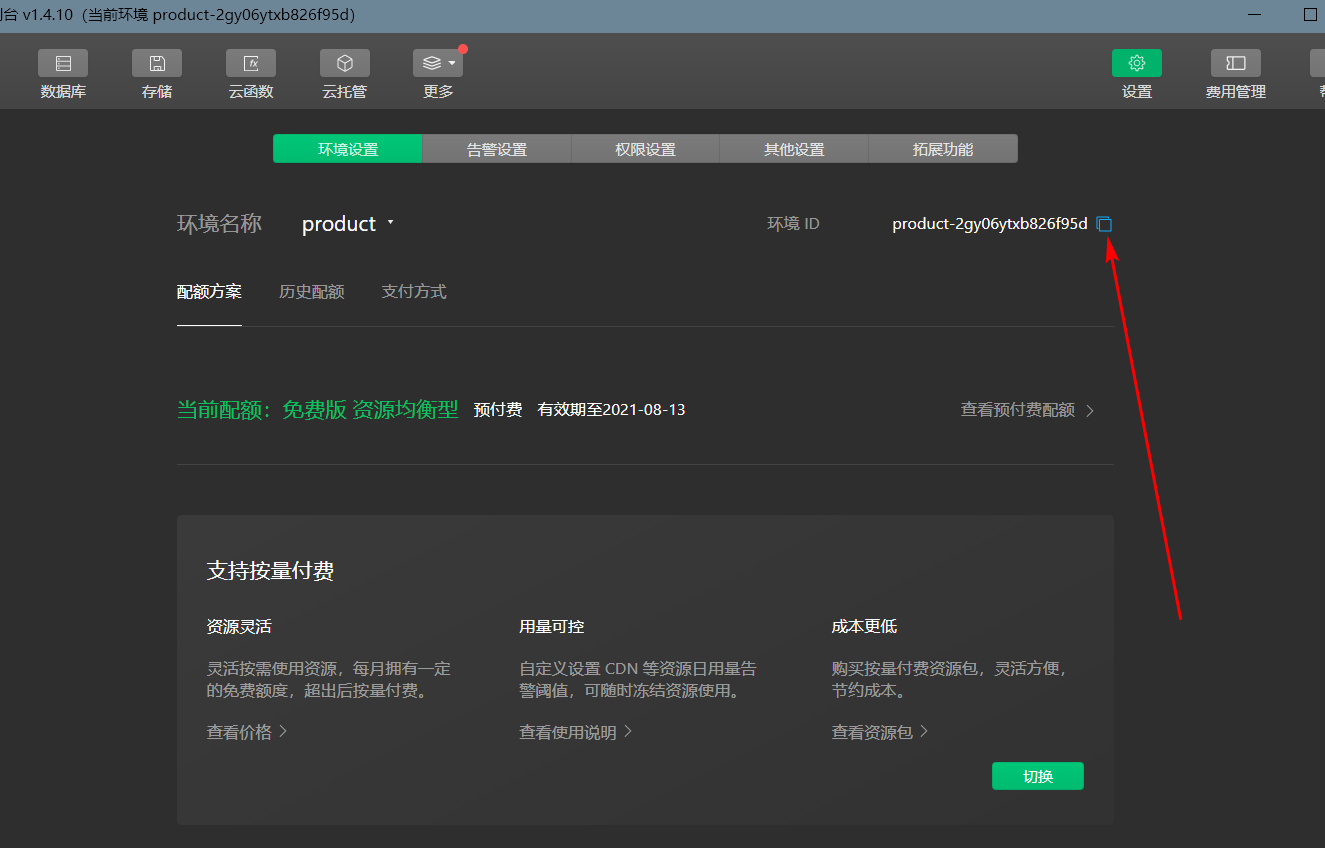 台 v1.4.10（当前环境 product-2gy06ytxb826f95d）
数据库
存储
云函数
云托管
更多
设置
费用管理
环境设置
告警设置
权限设置
其他设置
拓展功能
环境名称
product
环境 ID
product-2gy06ytxb826f95d
配额方案
历史配额
支付方式
当前配额：免费版 资源均衡型 预付费 有效期至2021-08-13
查看预付费配额
支持按量付费
资源灵活
灵活按需使用资源，每月拥有一定
的免费额度，超出后按量付费。
查看价格
用量可控
自定义设置 CDN 等资源日用量告
警阈值，可随时冻结资源使用。
查看使用说明
成本更低
购买按量付费资源包，灵活方便，
节约成本。
查看资源包
切换